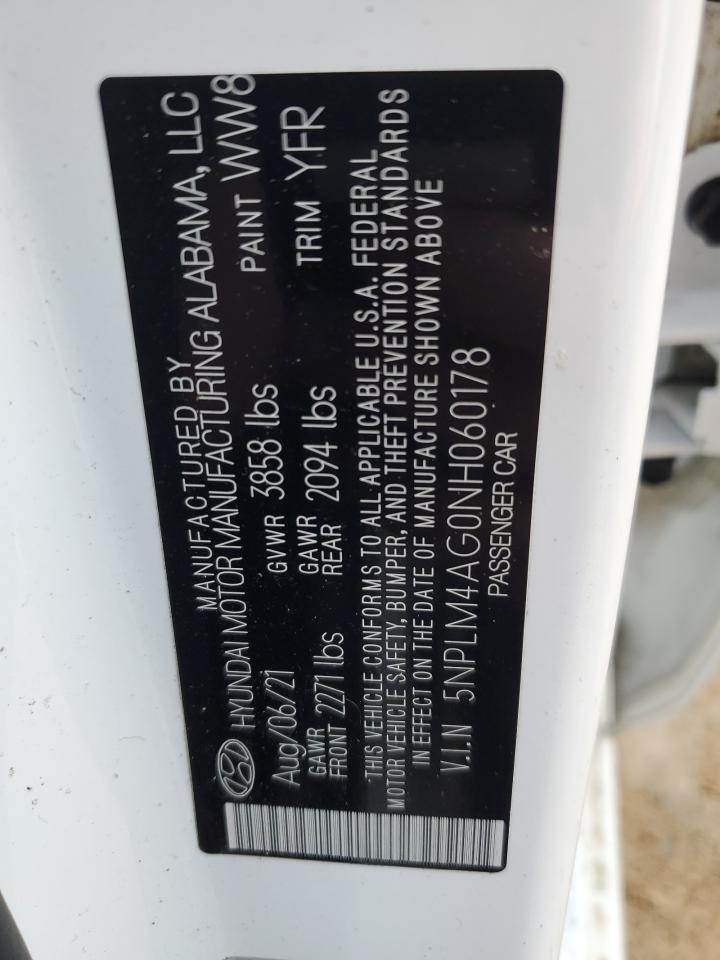 MANUFACTURED BY
HYUNDAI MOTOR MANUFACTURING ALABAMA, LLC
Aug/06/21 GVWR 3858 lbs PAINT WW8
GAWR FRONT 2271 lbs GAWR REAR 2094 lbs TRIM YFR
THIS VEHICLE CONFORMS TO ALL APPLICABLE U.S.A. FEDERAL
MOTOR VEHICLE SAFETY, BUMPER, AND THEFT PREVENTION STANDARDS
IN EFFECT ON THE DATE OF MANUFACTURE SHOWN ABOVE
V.I.N 5NPLM4AG0NH060178
PASSENGER CAR